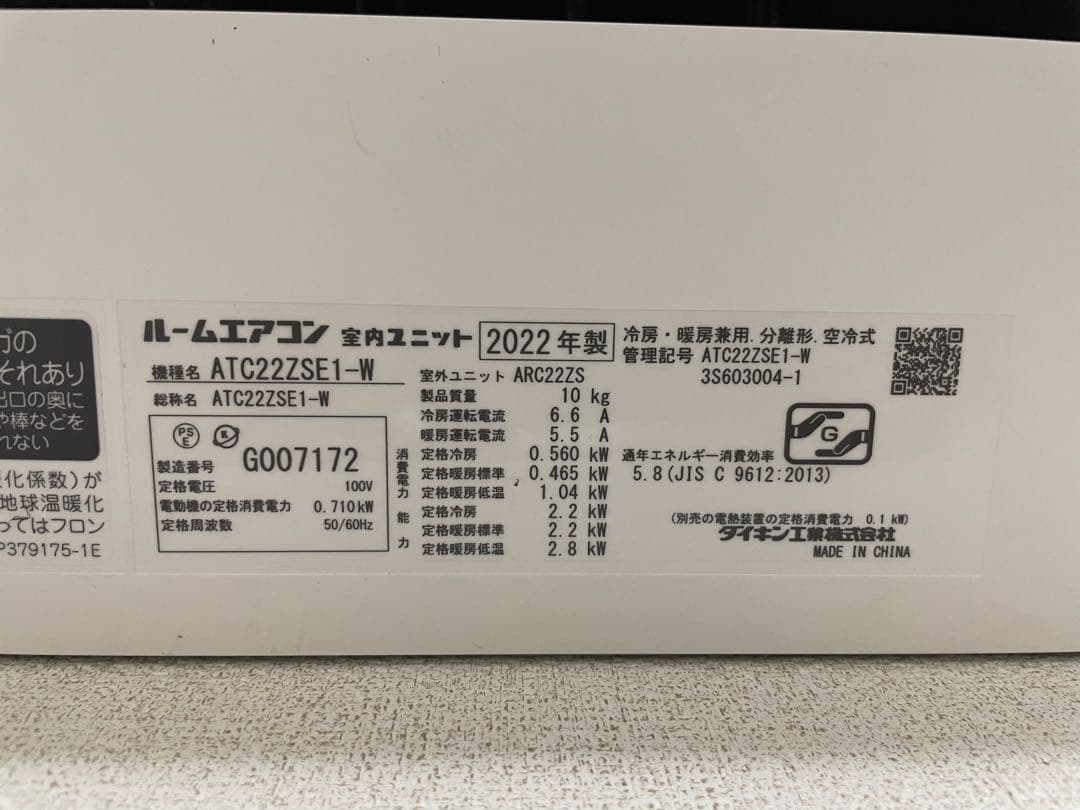 ガの
それあり
出口の奥に
や棒などを
れない
化係数)が
地球温暖化
ってはフロン
P379175-1E
ルームエアコン 室内ユニット 2022年製
機種名 ATC22ZSE1-W
総称名 ATC22ZSE1-W
PS
E
製造番号 G007172
定格電圧 100V
電動機の定格消費電力 0.710kW
定格周波数 50/60Hz
室外ユニット ARC22ZS
製品質量 10 kg
冷房運転電流 6.6 A
暖房運転電流 5.5 A
消費電力
定格冷房 0.560 kW
定格暖房標準 0.465 kW
定格暖房低温 1.04 kW
能力
定格冷房 2.2 kW
定格暖房標準 2.2 kW
定格暖房低温 2.8 kW
冷房・暖房兼用.分離形.空冷式
管理記号 ATC22ZSE1-W
3S603004-1
G
通年エネルギー消費効率
5.8(JIS C 9612:2013)
(別売の電熱装置の定格消費電力 0.1 kW)
ダイキン工業株式会社
MADE IN CHINA